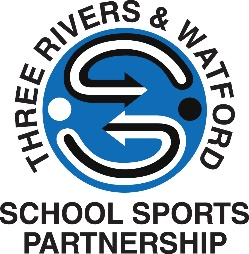 THREE RIVERS & WATFORD
SCHOOL SPORTS
PARTNERSHIP